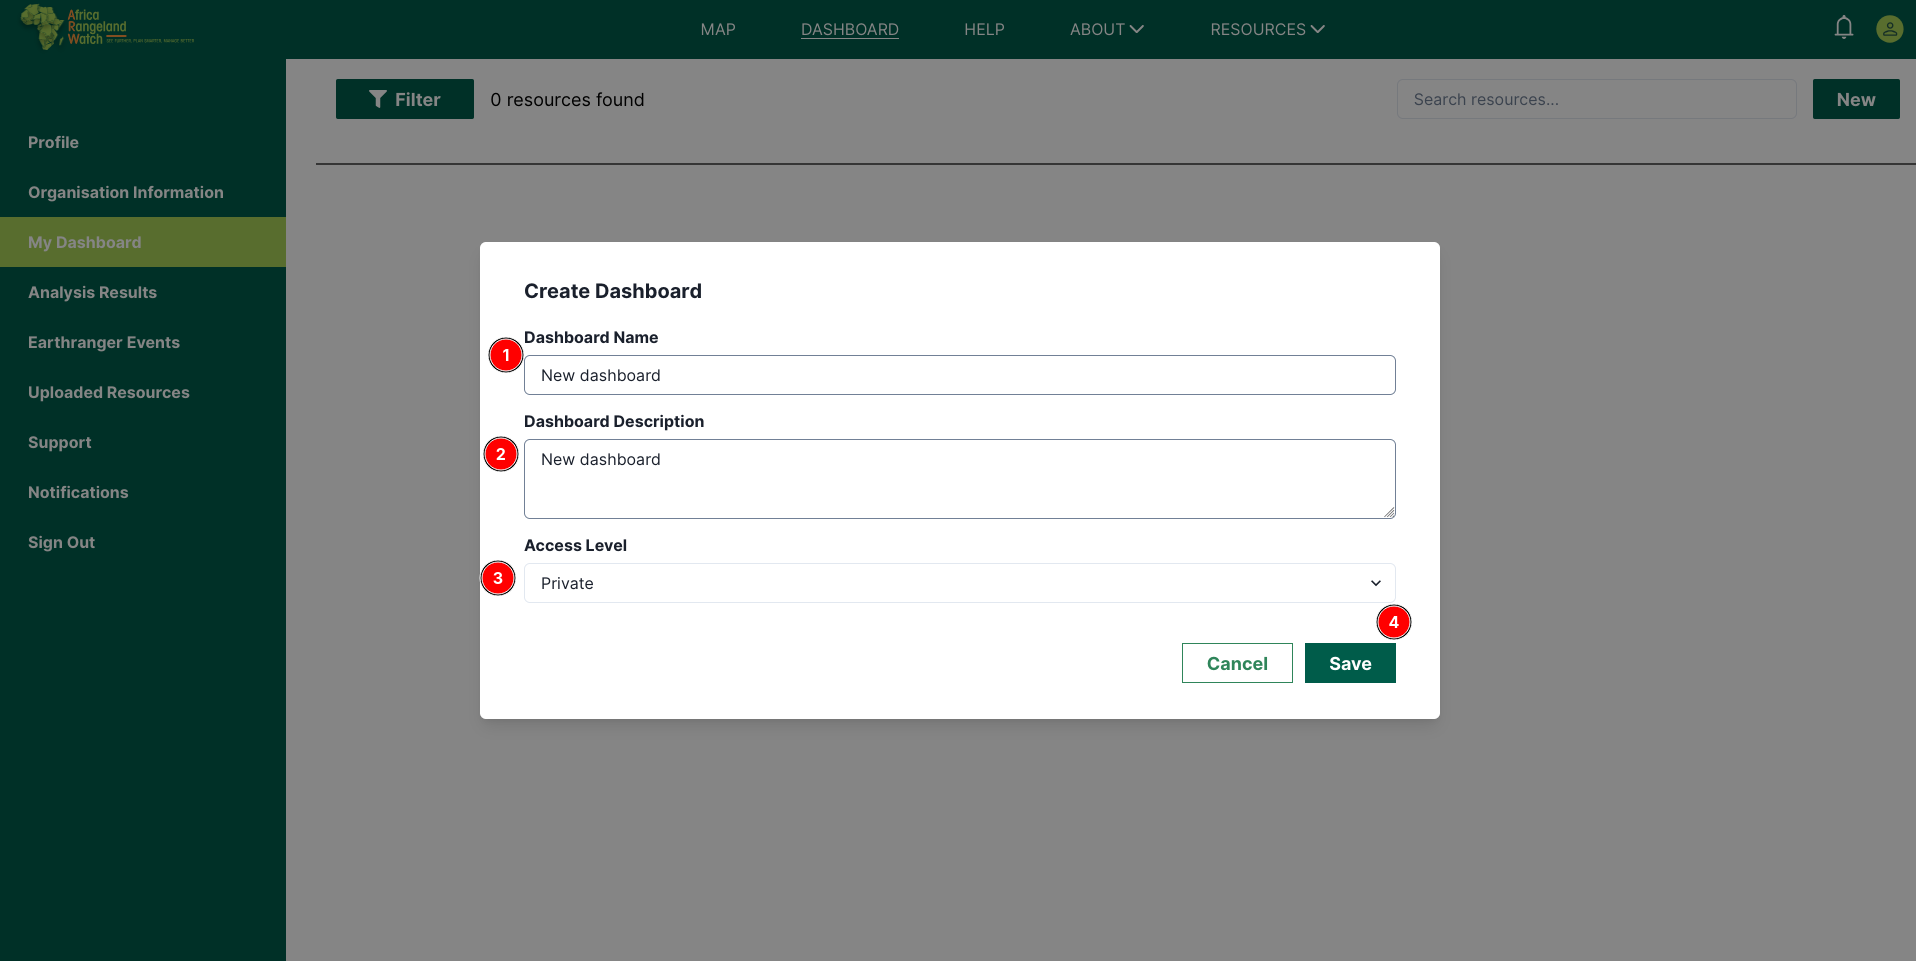 Africa
Rangeland
Watch
MAP
DASHBOARD
HELP
ABOUT
RESOURCES
Filter
0 resources found
Search resources...
New
Profile
Organisation Information
My Dashboard
Analysis Results
Earthranger Events
Uploaded Resources
Support
Notifications
Sign Out
Create Dashboard
Dashboard Name
1
New dashboard
Dashboard Description
2
New dashboard
Access Level
3
Private
4
Cancel
Save